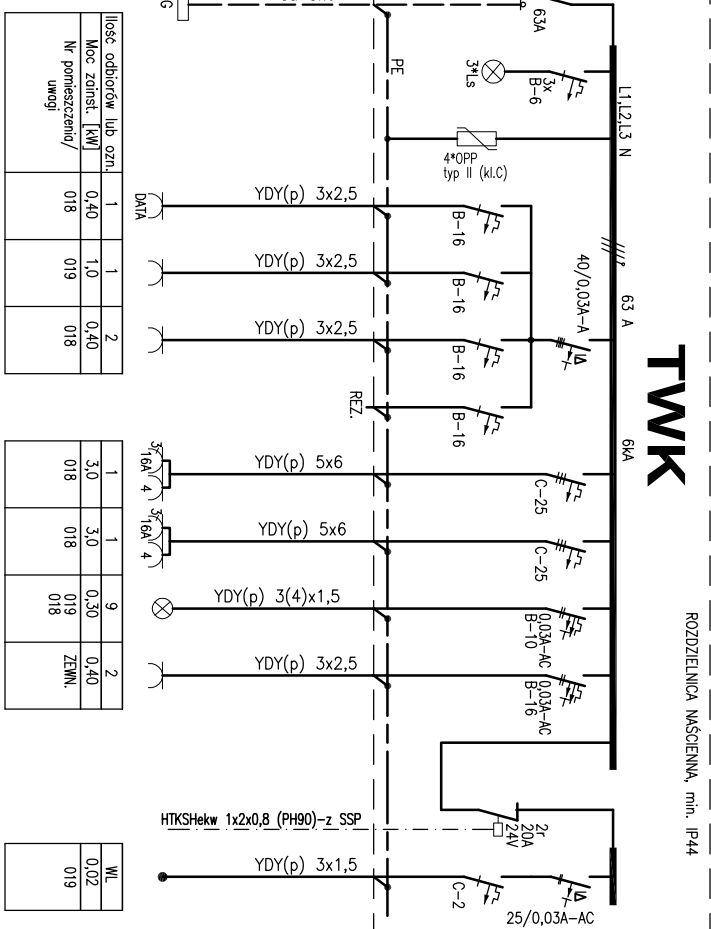 TWK
ROZDZIELNICA NAŚCIENNA, min. IP44
L1,L2,L3 N
63 A
6kA
63A
3x
B-6
3*Ls
PE
4*OPP
typ II (kl.C)
40/0,03A-A
B-16
B-16
B-16
B-16
C-25
C-25
0,03A-AC
B-10
0,03A-AC
B-16
2r
20A
24V
25/0,03A-AC
C-2
YDY(p) 3x2,5
YDY(p) 3x2,5
YDY(p) 3x2,5
REZ.
YDY(p) 5x6
YDY(p) 5x6
YDY(p) 3(4)x1,5
YDY(p) 3x2,5
HTKSHekw 1x2x0,8 (PH90)-z SSP
YDY(p) 3x1,5
G
DATA
3/16A
4
3/16A
4
Ilość odbiorów lub ozn. 1 1 2 1 1 9 2 WL
Moc zainst. [kW] 0,40 1,0 0,40 3,0 3,0 0,30 0,40 0,02
Nr pomieszczenia/ 018 019 018 018 018 019 ZEWN. 019
uwagi 018